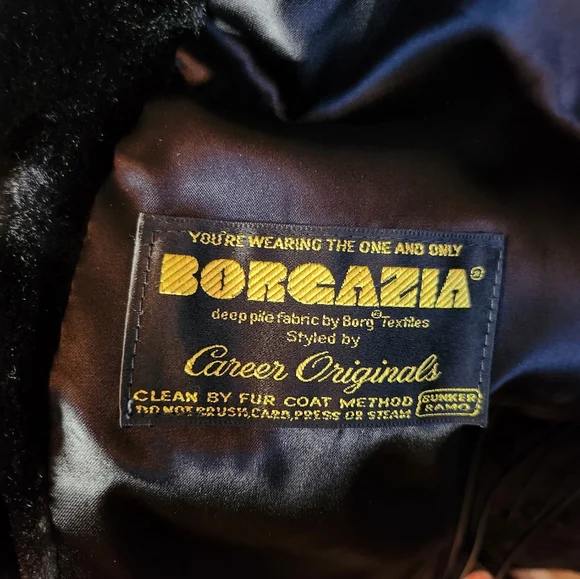 YOU'RE WEARING THE ONE AND ONLY
BORGAZIA®
deep pile fabric by Borg® Textiles
Styled by
Career Originals
CLEAN BY FUR COAT METHOD
DO NOT BRUSH, CARD, PRESS OR STEAM
BUNKER
RAMO